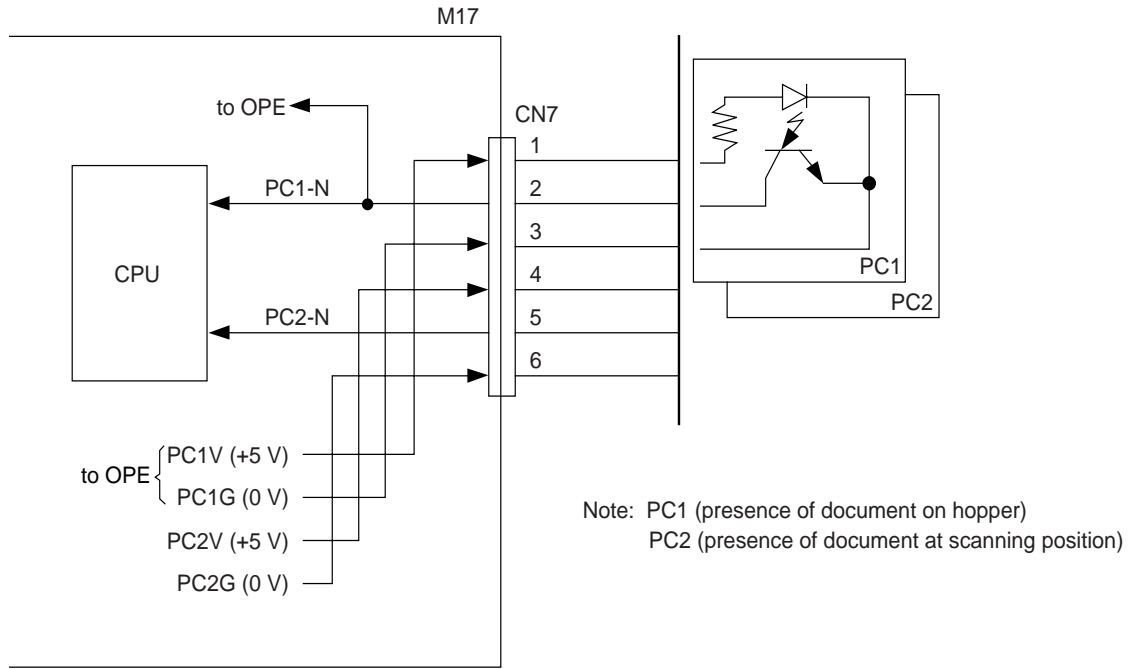 M17
to OPE
CN7
1
PC1-N
2
3
CPU
PC1
4
PC2
PC2-N
5
6
PC1V (+5 V)
to OPE
PC1G (0 V)
Note: PC1 (presence of document on hopper)
PC2V (+5 V)
PC2 (presence of document at scanning position)
PC2G (0 V)